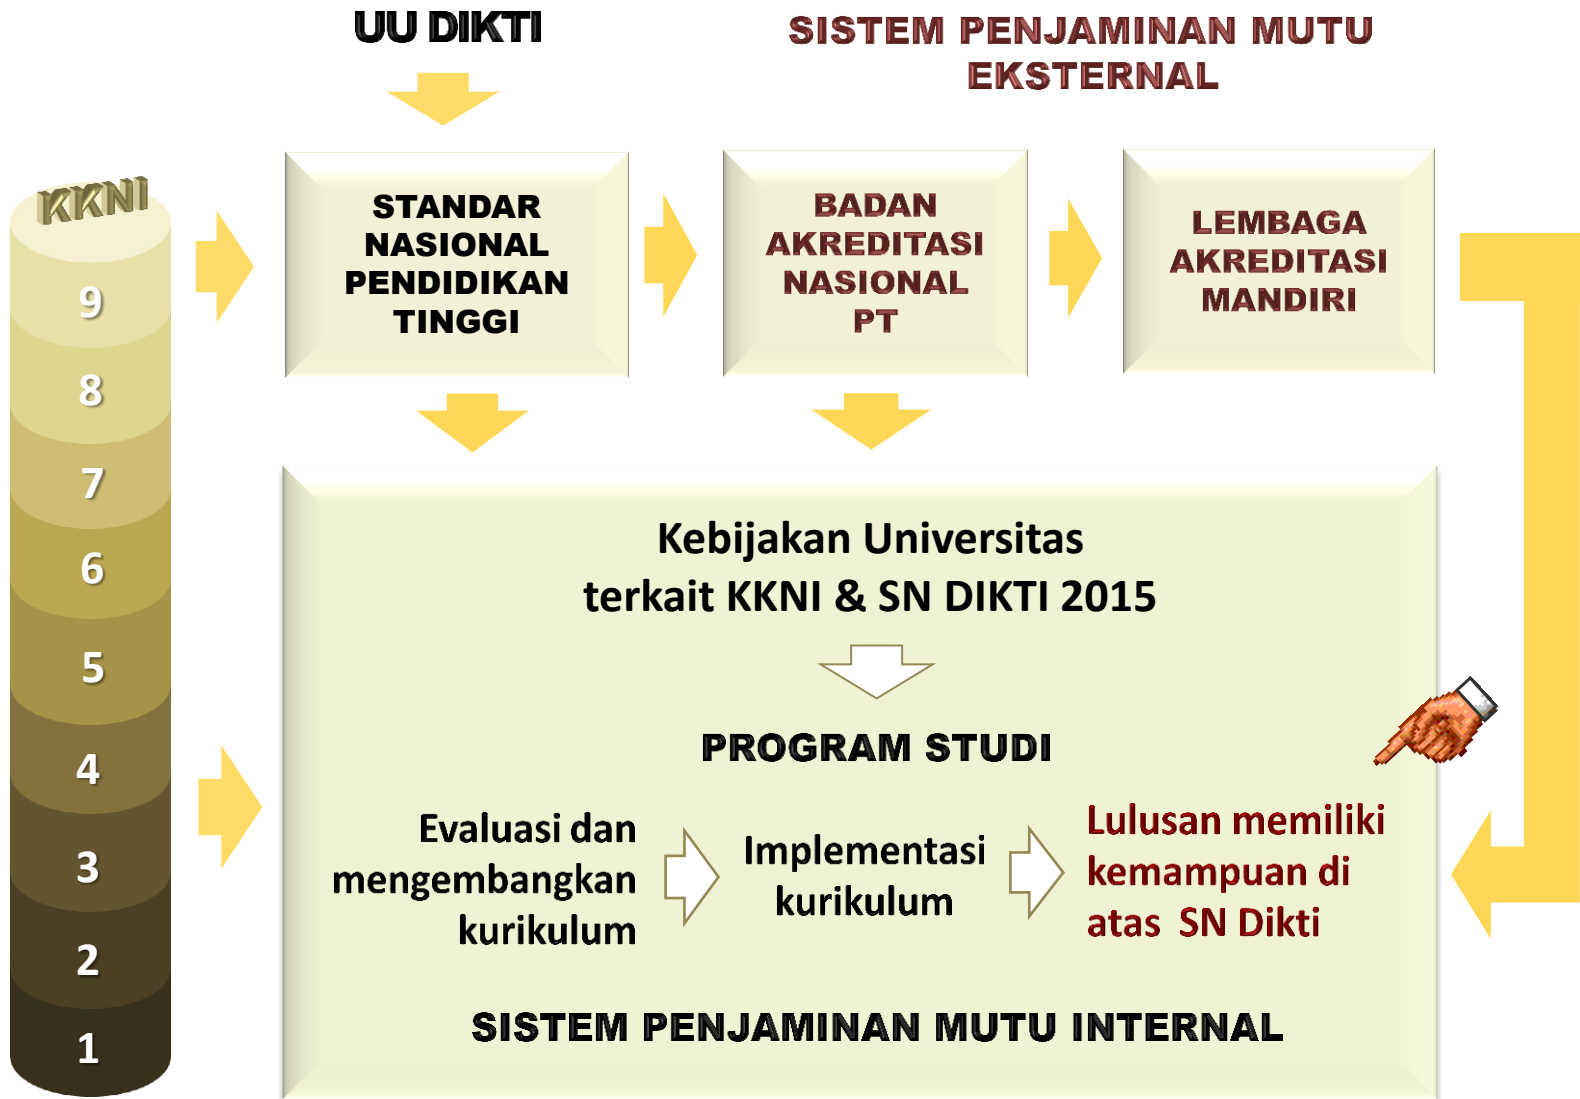 UU DIKTI
SISTEM PENJAMINAN MUTU
EKSTERNAL
KKNI
9
8
7
6
5
4
3
2
1
STANDAR
NASIONAL
PENDIDIKAN
TINGGI
BADAN
AKREDITASI
NASIONAL
PT
LEMBAGA
AKREDITASI
MANDIRI
Kebijakan Universitas
terkait KKNI & SN DIKTI 2015
PROGRAM STUDI
Evaluasi dan
mengembangkan
kurikulum
Implementasi
kurikulum
Lulusan memiliki
kemampuan di
atas SN Dikti
SISTEM PENJAMINAN MUTU INTERNAL